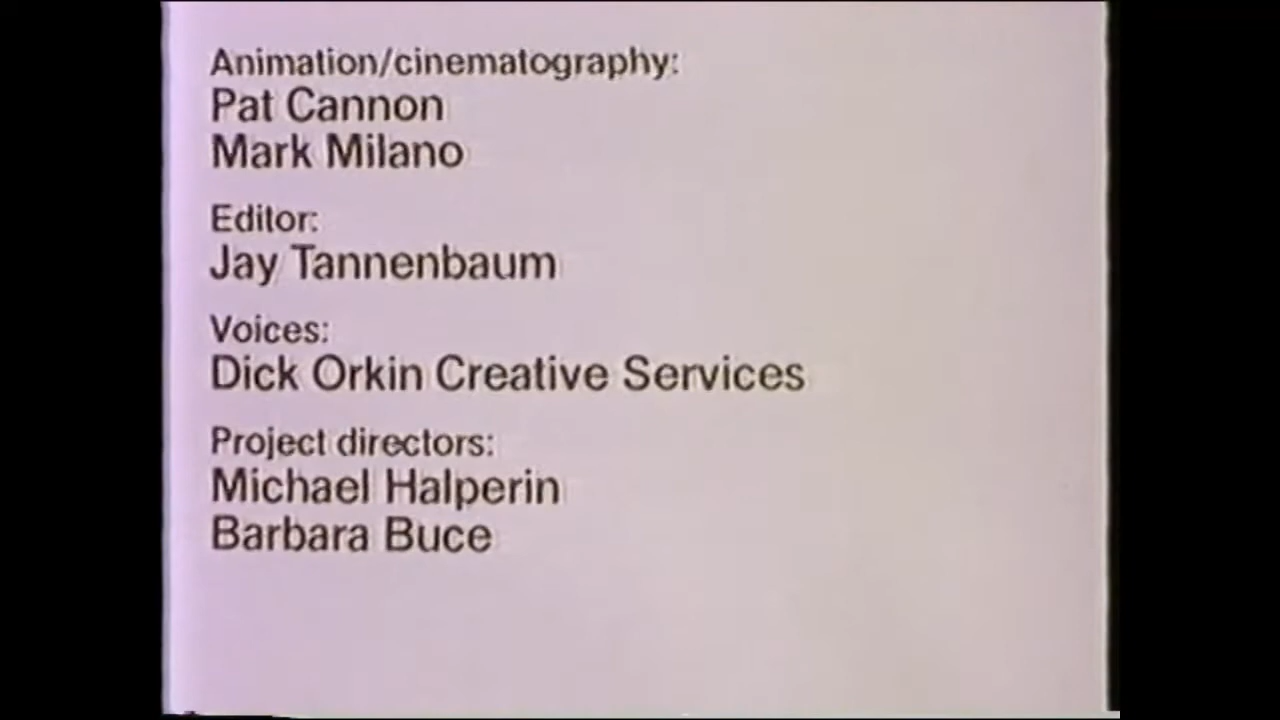 Animation/cinematography:
Pat Cannon
Mark Milano
Editor:
Jay Tannenbaum
Voices:
Dick Orkin Creative Services
Project directors:
Michael Halperin
Barbara Buce